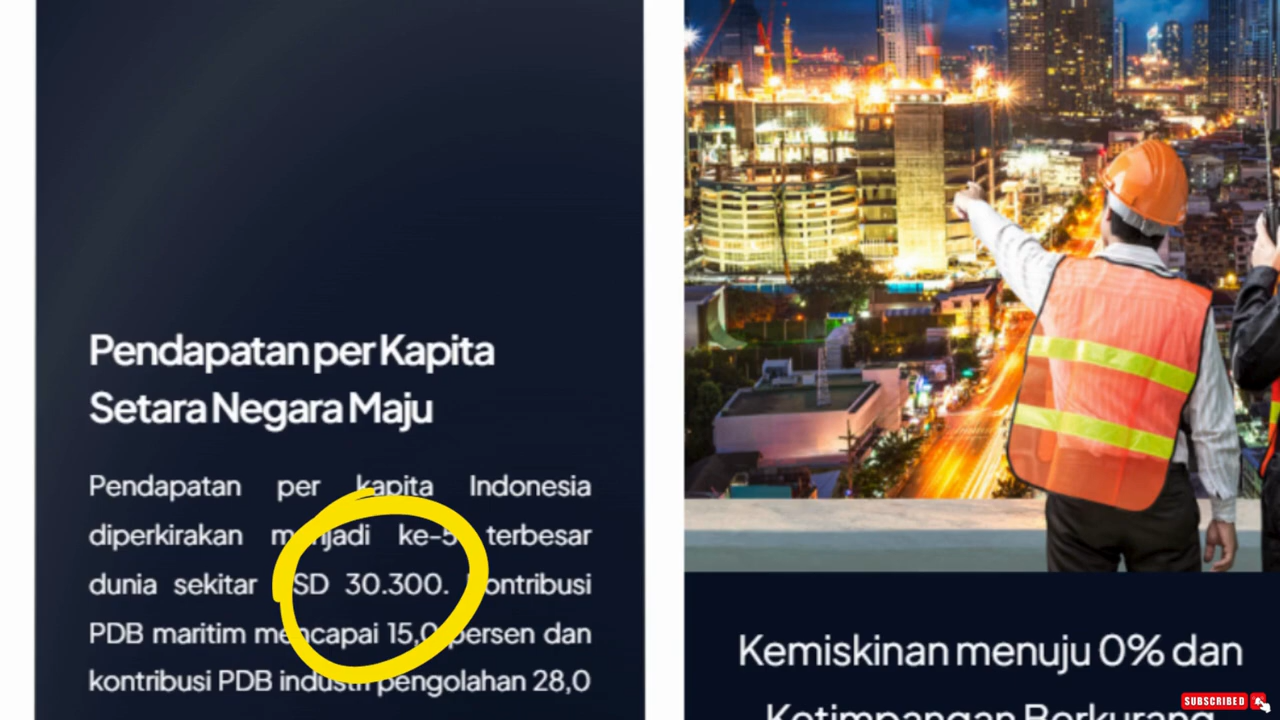 Pendapatan per Kapita
Setara Negara Maju
Pendapatan per kapita Indonesia
diperkirakan menjadi ke-5 terbesar
dunia sekitar USD 30.300. Kontribusi
PDB maritim mencapai 15,0 persen dan
kontribusi PDB industri pengolahan 28,0
Kemiskinan menuju 0% dan
Ketimpangan Berkurang
SUBSCRIBED